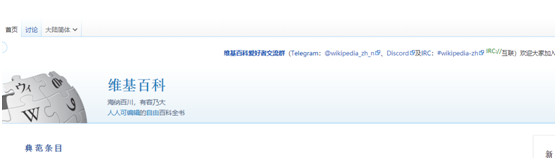 首页 讨论 大陆简体
维基百科爱好者交流群（Telegram：@wikipedia_zh_n、Discord及IRC：#wikipedia-zh IRC://互联）欢迎大家加入
维基百科
海纳百川，有容乃大
人人可编辑的自由百科全书
典范条目
新